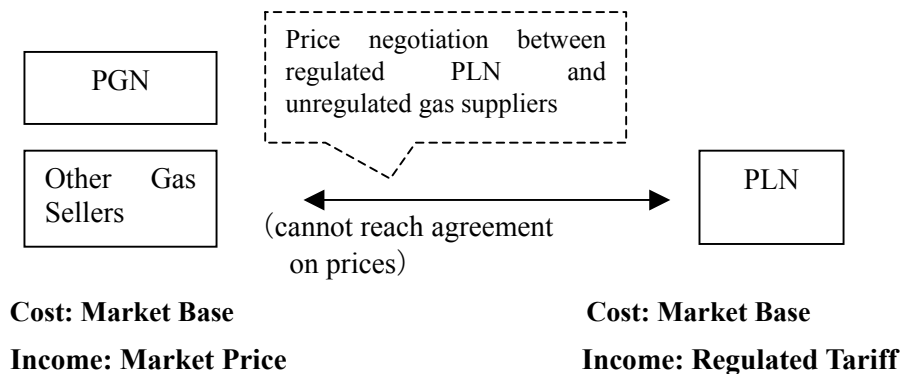 PGN
Price negotiation between
regulated PLN and
unregulated gas suppliers
Other Gas
Sellers
PLN
(cannot reach agreement
on prices)
Cost: Market Base
Income: Market Price
Cost: Market Base
Income: Regulated Tariff